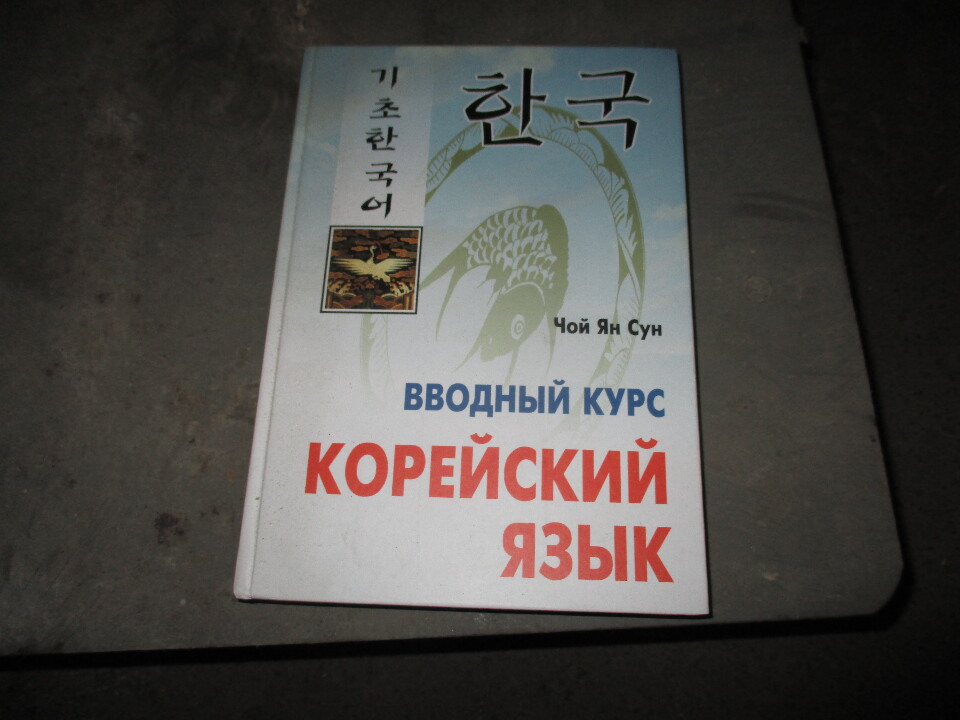 기초한국어
한국
Чой Ян Сун
ВВОДНЫЙ КУРС
КОРЕЙСКИЙ
ЯЗЫК